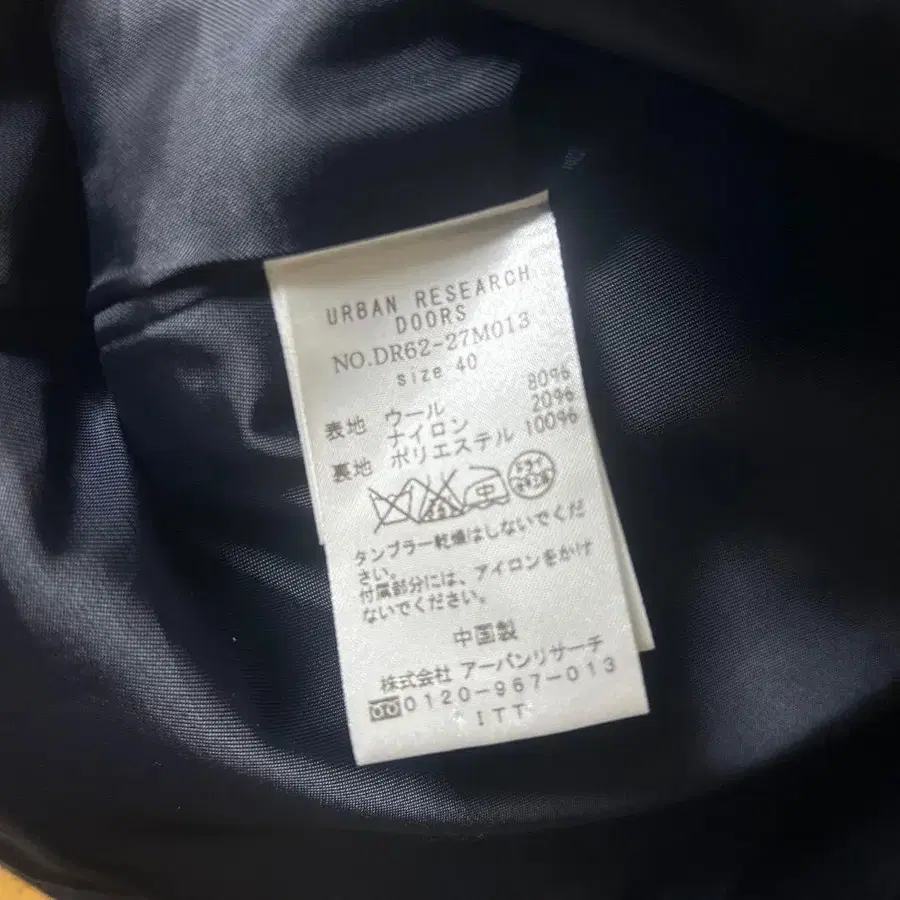 URBAN RESEARCH
DOORS
NO.DR62-27M013
size 40
表地 ウール 80%
ナイロン 20%
裏地 ポリエステル 100%
中
ドライ
タンブラー乾燥はしないでくだ
さい。
付属部分には、アイロンをかけ
ないでください。
中国製
株式会社 アーバンリサーチ
0120-967-013
ITT